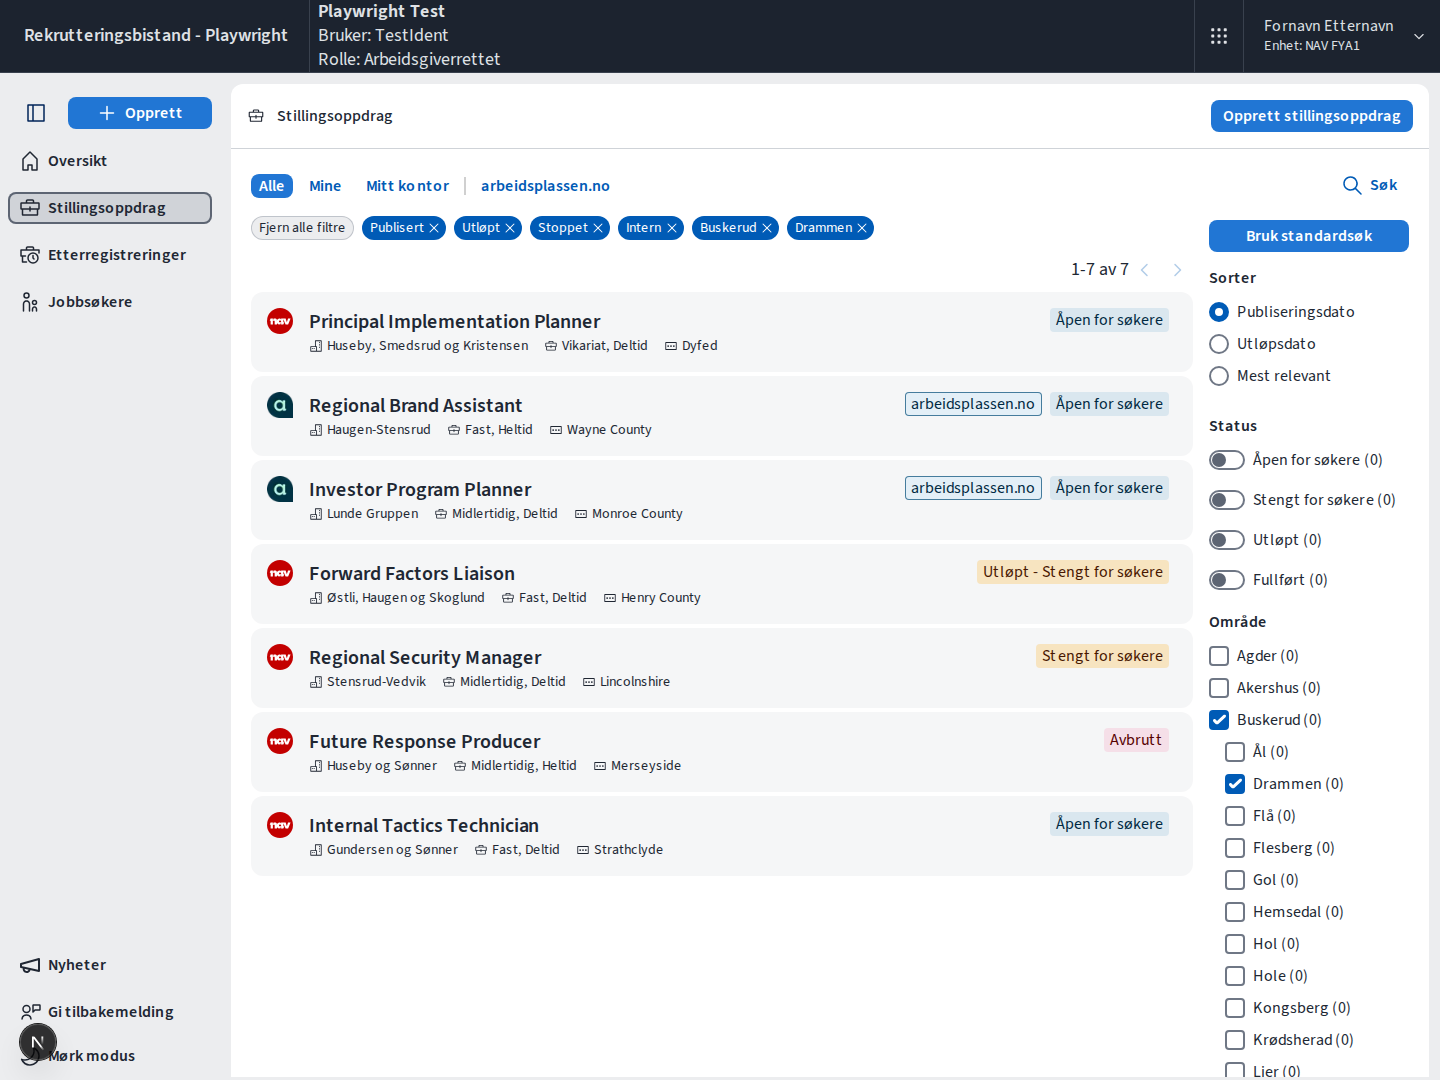 Rekrutteringsbistand - Playwright
Playwright Test
Bruker: TestIdent
Rolle: Arbeidsgiverrettet
Fornavn Etternavn
Enhet: NAV FYA1
Opprett
Oversikt
Stillingsoppdrag
Etterregistreringer
Jobbsøkere
Nyheter
Gi tilbakemelding
N
Mørk modus
Stillingsoppdrag
Opprett stillingsoppdrag
Alle
Mine
Mitt kontor
arbeidsplassen.no
Søk
Fjern alle filtre
Publisert
Utløpt
Stoppet
Intern
Buskerud
Drammen
1-7 av 7
nav
Principal Implementation Planner
Åpen for søkere
Huseby, Smedsrud og Kristensen
Vikariat, Deltid
Dyfed
a
Regional Brand Assistant
arbeidsplassen.no
Åpen for søkere
Haugen-Stensrud
Fast, Heltid
Wayne County
a
Investor Program Planner
arbeidsplassen.no
Åpen for søkere
Lunde Gruppen
Midlertidig, Deltid
Monroe County
nav
Forward Factors Liaison
Utløpt - Stengt for søkere
Østli, Haugen og Skoglund
Fast, Deltid
Henry County
nav
Regional Security Manager
Stengt for søkere
Stensrud-Vedvik
Midlertidig, Deltid
Lincolnshire
nav
Future Response Producer
Avbrutt
Huseby og Sønner
Midlertidig, Heltid
Merseyside
nav
Internal Tactics Technician
Åpen for søkere
Gundersen og Sønner
Fast, Deltid
Strathclyde
Bruk standardsøk
Sorter
Publiseringsdato
Utløpsdato
Mest relevant
Status
Åpen for søkere (0)
Stengt for søkere (0)
Utløpt (0)
Fullført (0)
Område
Agder (0)
Akershus (0)
Buskerud (0)
Ål (0)
Drammen (0)
Flå (0)
Flesberg (0)
Gol (0)
Hemsedal (0)
Hol (0)
Hole (0)
Kongsberg (0)
Krødsherad (0)
Lier (0)